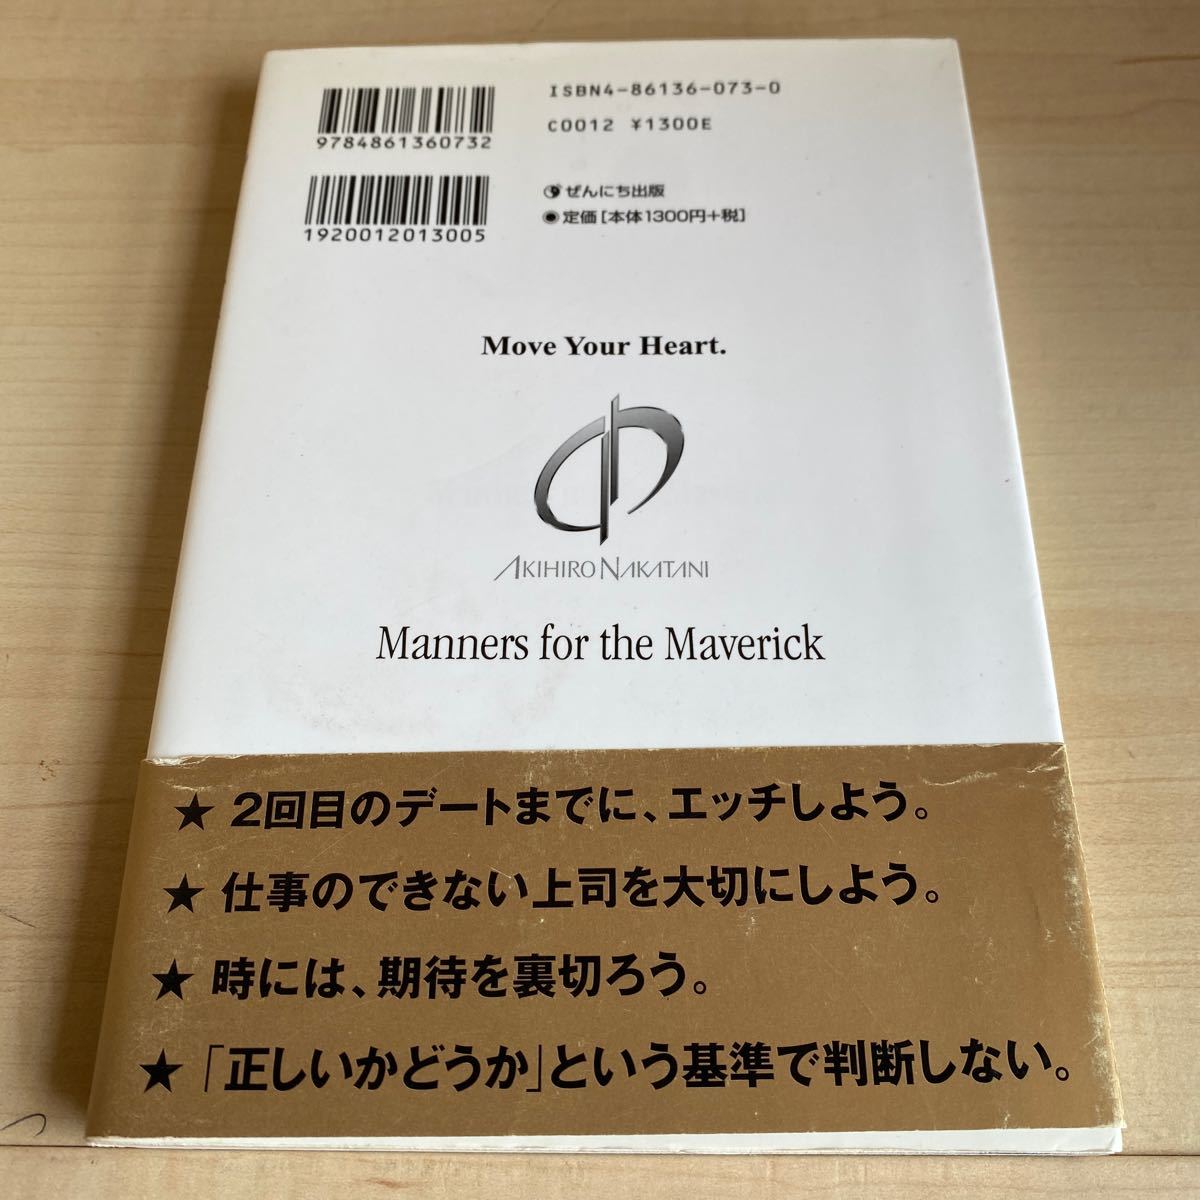 ISBN4-86136-073-0
C0012 ¥1300E
9784861360732
ぜんにち出版
●定価[本体1300円+税]
1920012013005
Move Your Heart.
AKIHIRO NAKATANI
Manners for the Maverick
★ 2回目のデートまでに、エッチしよう。
★ 仕事のできない上司を大切にしよう。
★ 時には、期待を裏切ろう。
★ 「正しいかどうか」という基準で判断しない。